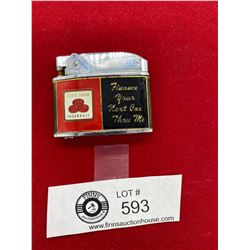 STATE FARM
INSURANCE
Finance
Your
Next Car
Thru Me
LOT #
593
www.finnsauctionhouse.com